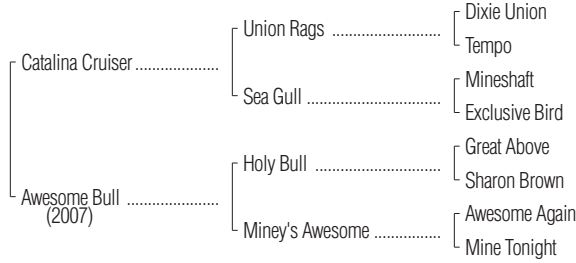 Dixie Union
Union Rags ....................
Tempo
Catalina Cruiser ...............
Mineshaft
Sea Gull .........................
Exclusive Bird
Great Above
Holy Bull ........................
Sharon Brown
Awesome Bull .................
(2007)
Awesome Again
Miney's Awesome ............
Mine Tonight